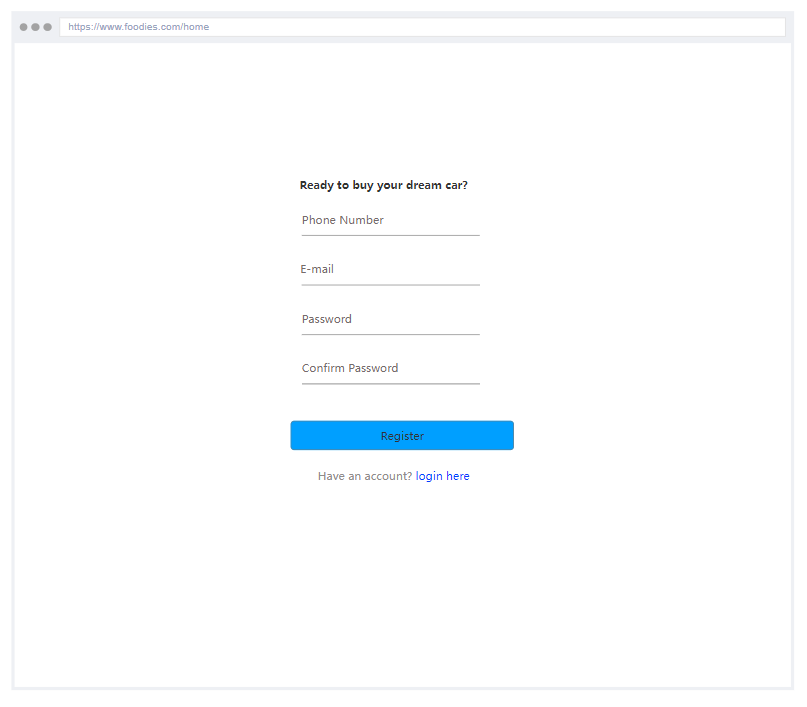 https://www.foodies.com/home
Ready to buy your dream car?
Phone Number
E-mail
Password
Confirm Password
Register
Have an account? login here